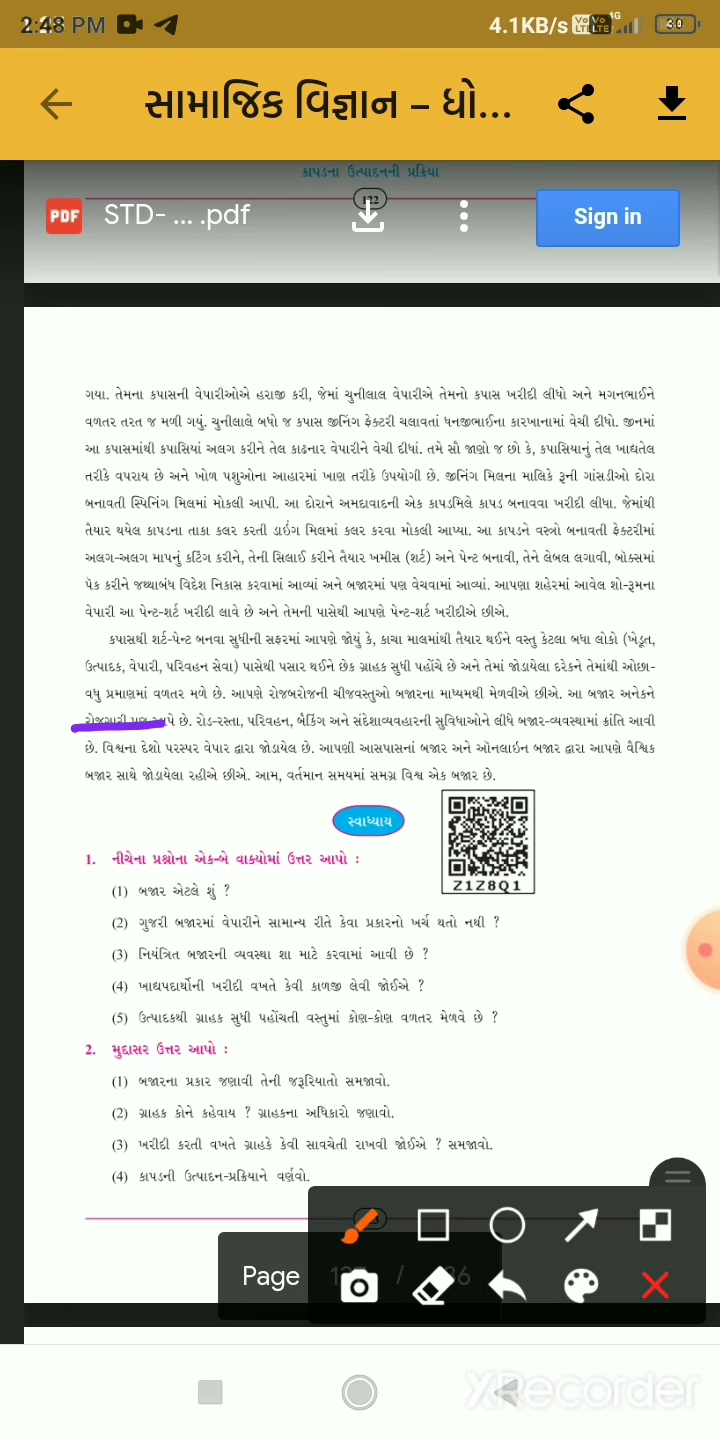 2:48 PM
4.1KB/s
4G
30
સામાજિક વિજ્ઞાન – ધો...
કાપડના ઉત્પાદનની પ્રક્રિયા
122
PDF
STD- ... .pdf
Sign in
ગયા. તેમના કપાસની વેપારીઓએ હરાજી કરી, જેમાં ચુનીલાલ વેપારીએ તેમનો કપાસ ખરીદી લીધો અને મગનભાઈને
વળતર તરત જ મળી ગયું. ચુનીલાલે બધો જ કપાસ જીનિંગ ફેક્ટરી ચલાવતાં ધનજીભાઈના કારખાનામાં વેચી દીધો. જીનમાં
આ કપાસમાંથી કપાસિયાં અલગ કરીને તેલ કાઢનાર વેપારીને વેચી દીધાં. તમે સૌ જાણો જ છો કે, કપાસિયાનું તેલ ખાદ્યતેલ
તરીકે વપરાય છે અને ખોળ પશુઓના આહારમાં ખાણ તરીકે ઉપયોગી છે. જીનિંગ મિલના માલિકે રૂની ગાંસડીઓ દોરા
બનાવતી સ્પિનિંગ મિલમાં મોકલી આપી. આ દોરાને અમદાવાદની એક કાપડમિલે કાપડ બનાવવા ખરીદી લીધા. જેમાંથી
તૈયાર થયેલ કાપડના તાકા કલર કરતી ડાઇંગ મિલમાં કલર કરવા મોકલી આપ્યા. આ કાપડને વસ્ત્રો બનાવતી ફેક્ટરીમાં
અલગ-અલગ માપનું કટિંગ કરીને, તેની સિલાઈ કરીને તૈયાર ખમીસ (શર્ટ) અને પેન્ટ બનાવી, તેને લેબલ લગાવી, બૉક્સમાં
પૅક કરીને જથ્થાબંધ વિદેશ નિકાસ કરવામાં આવ્યાં અને બજારમાં પણ વેચવામાં આવ્યાં. આપણા શહેરમાં આવેલ શો-રૂમના
વેપારી આ પેન્ટ-શર્ટ ખરીદી લાવે છે અને તેમની પાસેથી આપણે પેન્ટ-શર્ટ ખરીદીએ છીએ.
કપાસથી શર્ટ-પેન્ટ બનવા સુધીની સફરમાં આપણે જોયું કે, કાચા માલમાંથી તૈયાર થઈને વસ્તુ કેટલા બધા લોકો (ખેડૂત,
ઉત્પાદક, વેપારી, પરિવહન સેવા) પાસેથી પસાર થઈને છેક ગ્રાહક સુધી પહોંચે છે અને તેમાં જોડાયેલા દરેકને તેમાંથી ઓછા-
વધુ પ્રમાણમાં વળતર મળે છે. આપણે રોજબરોજની ચીજવસ્તુઓ બજારના માધ્યમથી મેળવીએ છીએ. આ બજાર અનેકને
રોજગારી પણ આપે છે. રોડ-રસ્તા, પરિવહન, બૅંકિંગ અને સંદેશાવ્યવહારની સુવિધાઓને લીધે બજાર-વ્યવસ્થામાં ક્રાંતિ આવી
છે. વિશ્વના દેશો પરસ્પર વેપાર દ્વારા જોડાયેલ છે. આપણી આસપાસનાં બજાર અને ઑનલાઇન બજાર દ્વારા આપણે વૈશ્વિક
બજાર સાથે જોડાયેલા રહીએ છીએ. આમ, વર્તમાન સમયમાં સમગ્ર વિશ્વ એક બજાર છે.
સ્વાધ્યાય
Z1Z8Q1
1. નીચેના પ્રશ્નોના એક-બે વાક્યોમાં ઉત્તર આપો :
(1) બજાર એટલે શું ?
(2) ગુજરી બજારમાં વેપારીને સામાન્ય રીતે કેવા પ્રકારનો ખર્ચ થતો નથી ?
(3) નિયંત્રિત બજારની વ્યવસ્થા શા માટે કરવામાં આવી છે ?
(4) ખાદ્યપદાર્થોની ખરીદી વખતે કેવી કાળજી લેવી જોઈએ ?
(5) ઉત્પાદકથી ગ્રાહક સુધી પહોંચતી વસ્તુમાં કોણ-કોણ વળતર મેળવે છે ?
2. મુદ્દાસર ઉત્તર આપો :
(1) બજારના પ્રકાર જણાવી તેની જરૂરિયાતો સમજાવો.
(2) ગ્રાહક કોને કહેવાય ? ગ્રાહકના અધિકારો જણાવો.
(3) ખરીદી કરતી વખતે ગ્રાહકે કેવી સાવચેતી રાખવી જોઈએ ? સમજાવો.
(4) કાપડની ઉત્પાદન-પ્રક્રિયાને વર્ણવો.
Page /
XRecorder